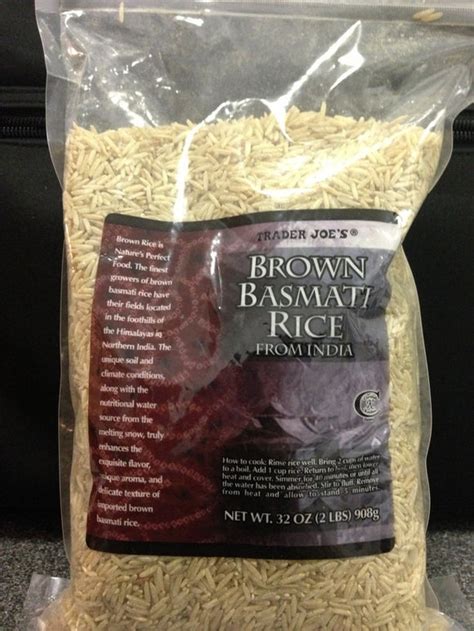 TRADER JOE'S®
BROWN
BASMATI
RICE
FROM INDIA
Brown Rice is
Nature's Perfect
Food. The finest
growers of brown
basmati rice have
their fields located
in the foothills of
the Himalayas in
Northern India. The
unique soil and
climate conditions,
along with the
nutritional water
source from the
melting snow, truly
enhances the
exquisite flavor,
unique aroma, and
delicate texture of
imported brown
basmati rice.
C
How to cook: Rinse rice well. Bring 2 cups of water
to a boil. Add 1 cup rice. Return to boil, then lower
heat and cover. Simmer for 40 minutes or until all
the water has been absorbed. Stir to fluff. Remove
from heat and allow to stand 5 minutes.
NET WT. 32 OZ (2 LBS) 908g